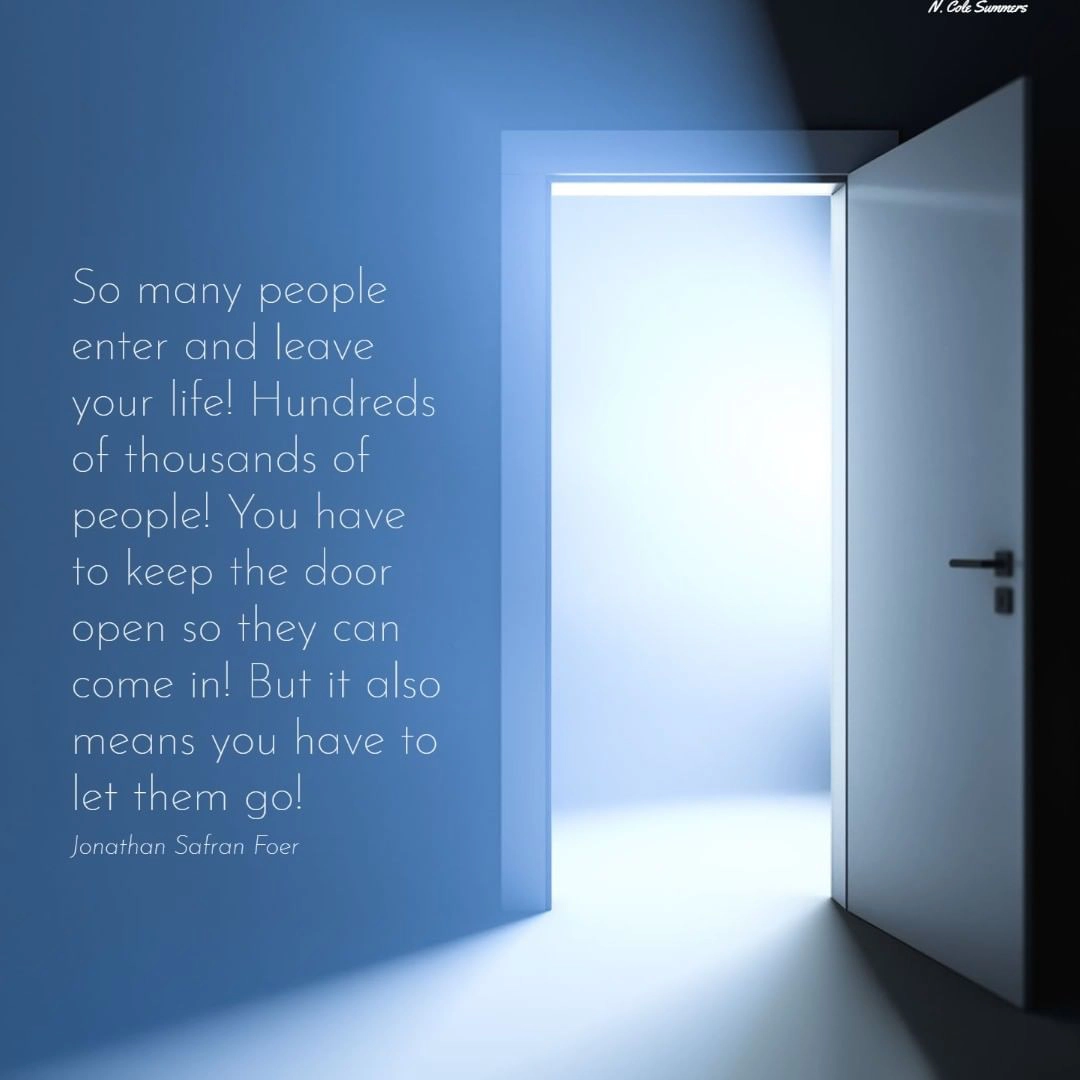 N. Cole Summers
So many people
enter and leave
your life! Hundreds
of thousands of
people! You have
to keep the door
open so they can
come in! But it also
means you have to
let them go!
Jonathan Safran Foer